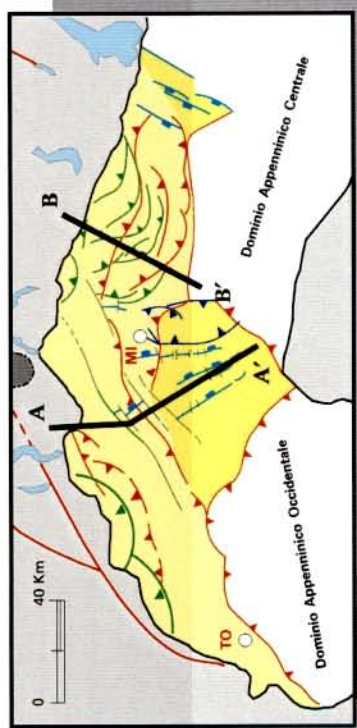 0 40 Km
A
B
Mi
B'
A'
TO
Dominio Appenninico Occidentale
Dominio Appenninico Centrale